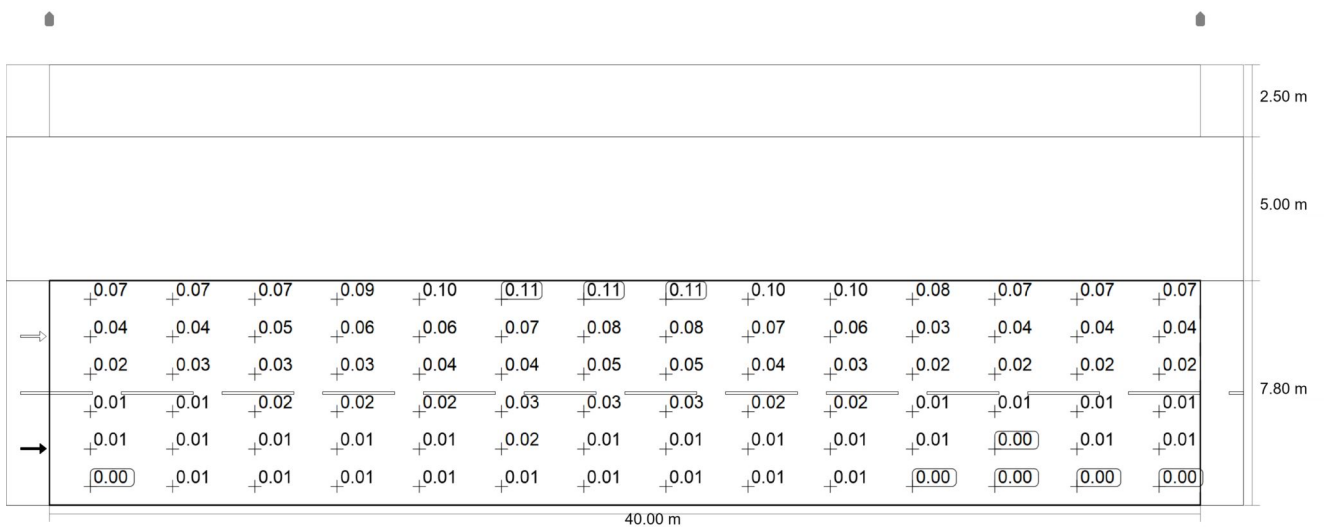 2.50 m
5.00 m
0.07 0.07 0.07 0.09 0.10 0.11 0.11 0.11 0.10 0.10 0.08 0.07 0.07 0.07
0.04 0.04 0.05 0.06 0.06 0.07 0.08 0.08 0.07 0.06 0.03 0.04 0.04 0.04
0.02 0.03 0.03 0.03 0.04 0.04 0.05 0.05 0.04 0.03 0.02 0.02 0.02 0.02
7.80 m
0.01 0.01 0.02 0.02 0.02 0.03 0.03 0.03 0.02 0.02 0.01 0.01 0.01 0.01
0.01 0.01 0.01 0.01 0.01 0.02 0.01 0.01 0.01 0.01 0.01 0.00 0.01 0.01
0.00 0.01 0.01 0.01 0.01 0.01 0.01 0.01 0.01 0.01 0.00 0.00 0.00 0.00
40.00 m